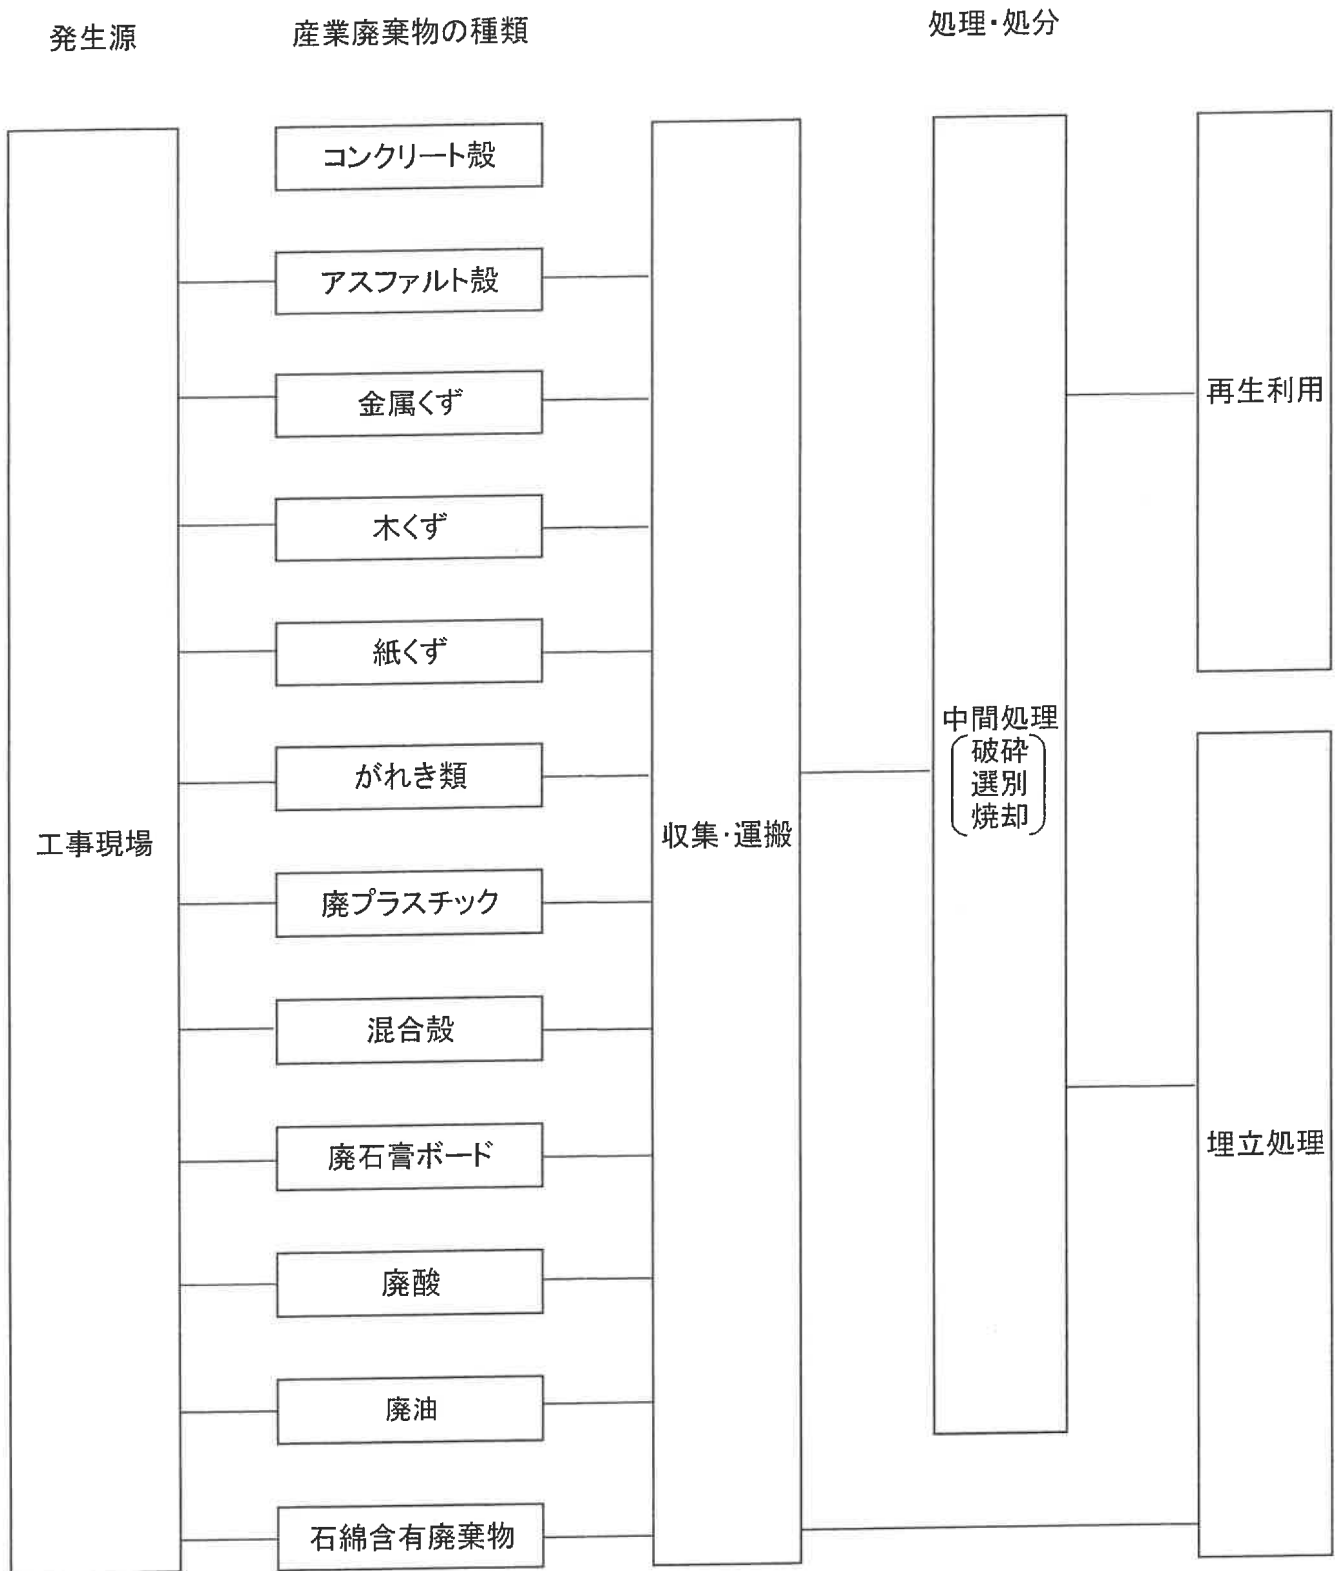 発生源
産業廃棄物の種類
処理・処分
コンクリート殻
アスファルト殻
金属くず
木くず
紙くず
がれき類
廃プラスチック
混合殻
廃石膏ボード
廃酸
廃油
石綿含有廃棄物
工事現場
収集・運搬
中間処理
破砕
選別
焼却
再生利用
埋立処理